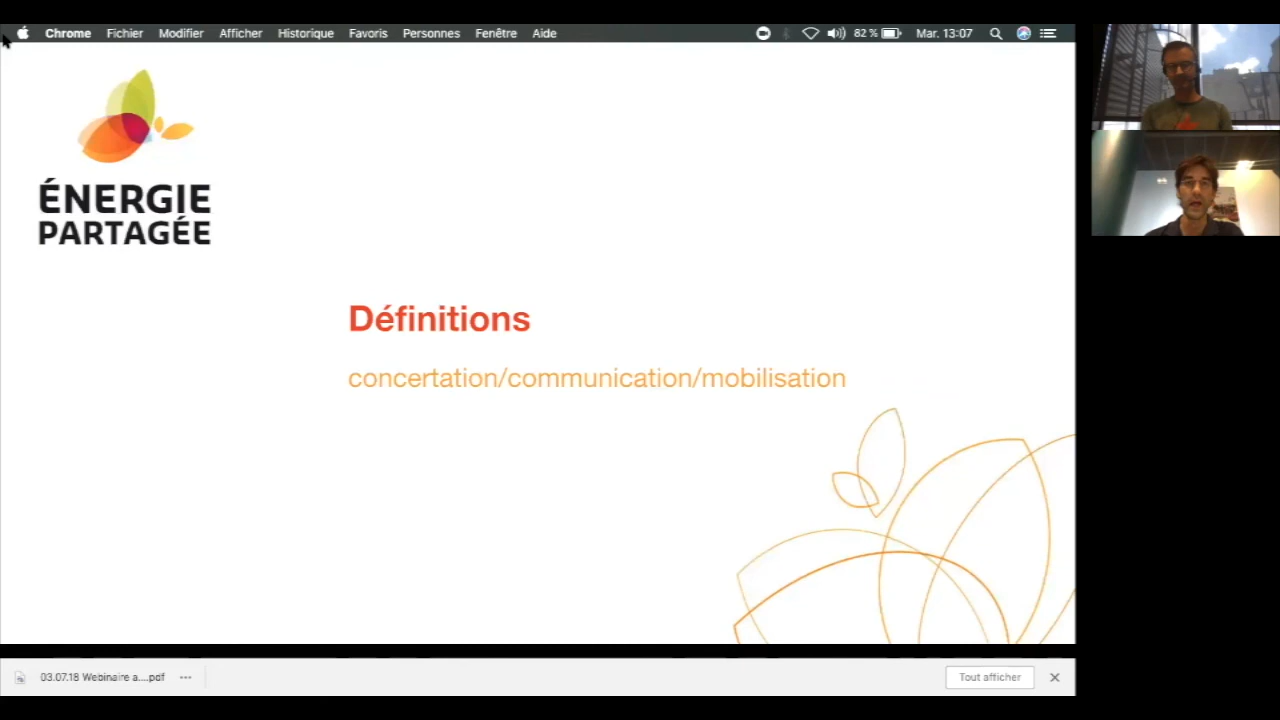 Chrome Fichier Modifier Afficher Historique Favoris Personnes Fenêtre Aide 82 % Mar. 13:07
ÉNERGIE
PARTAGÉE
Définitions
concertation/communication/mobilisation
03.07.18 Webinaire a....pdf
Tout afficher